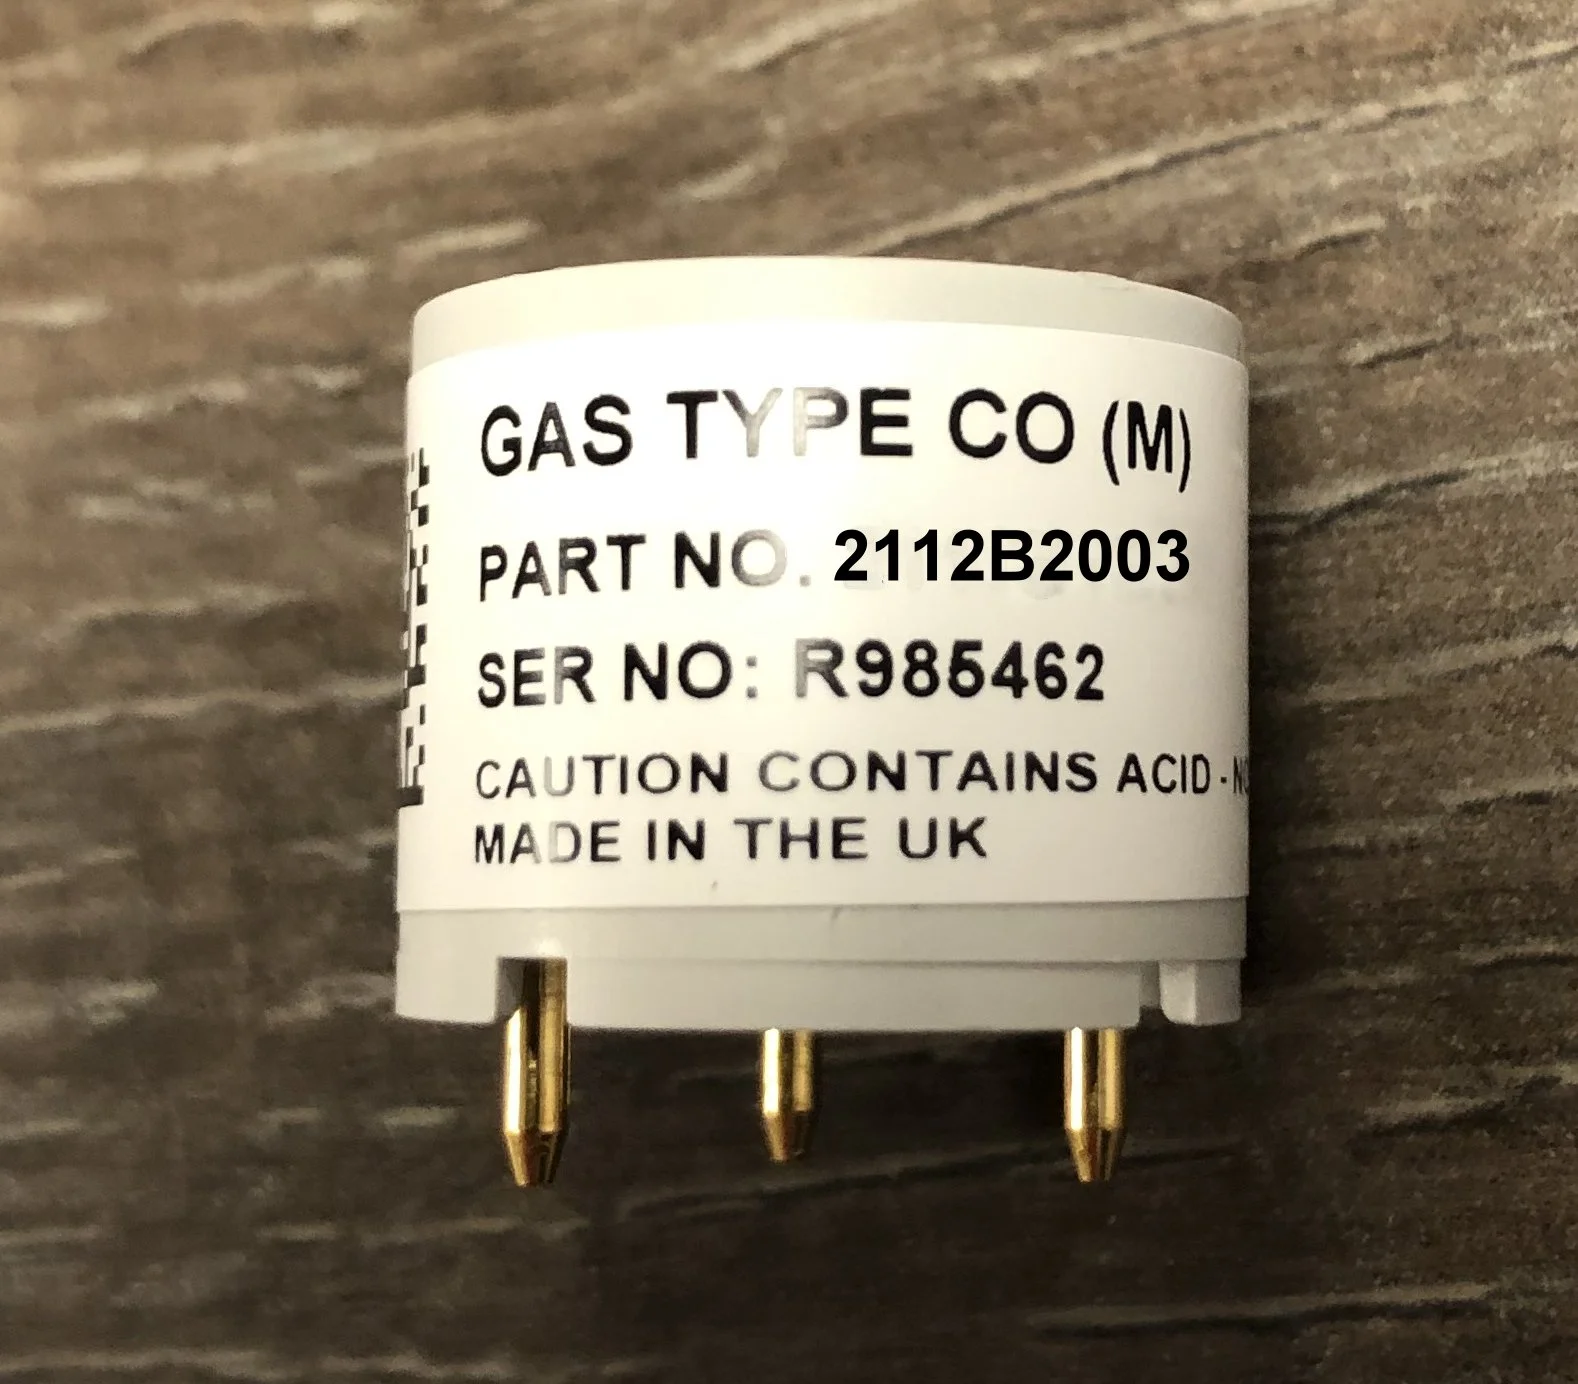 GAS TYPE CO (M)
PART NO. 2112B2003
SER NO: R985462
CAUTION CONTAINS ACID -
MADE IN THE UK